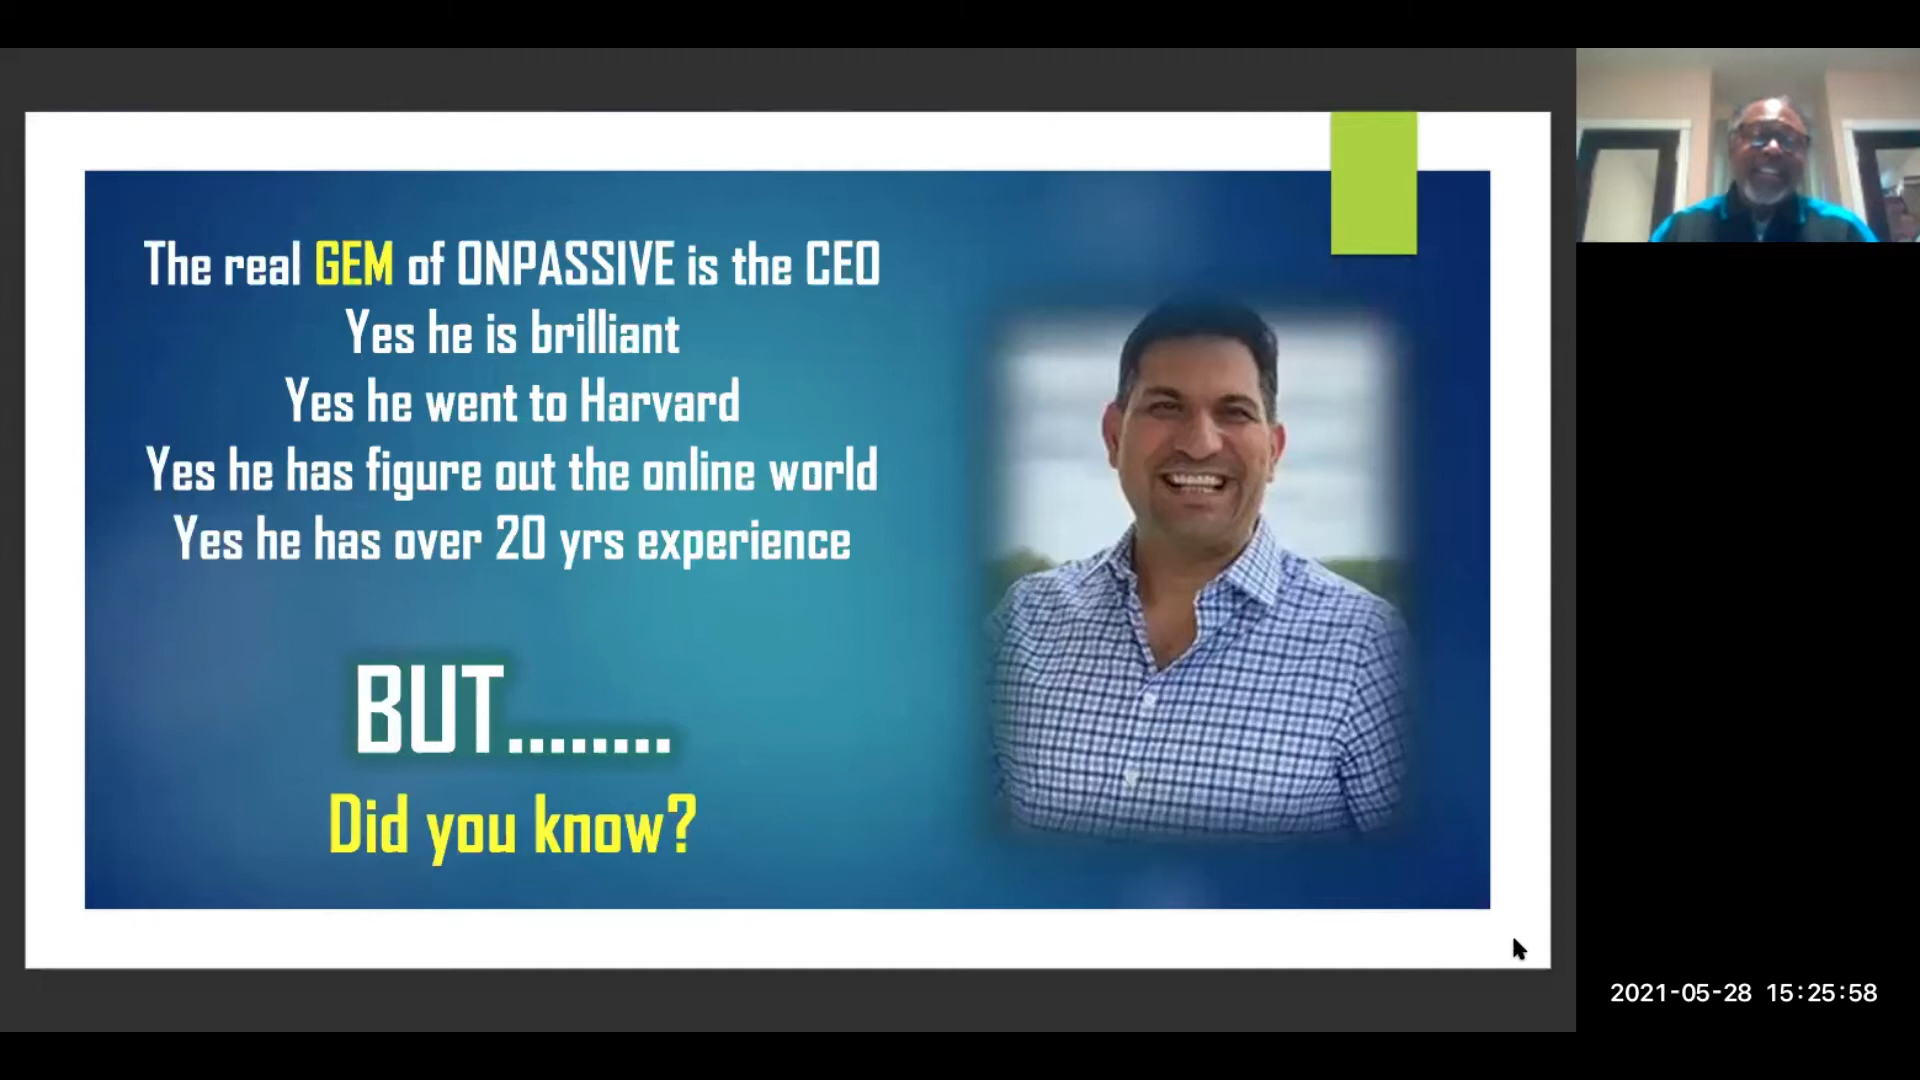 The real GEM of ONPASSIVE is the CEO
Yes he is brilliant
Yes he went to Harvard
Yes he has figure out the online world
Yes he has over 20 yrs experience
BUT........
Did you know?
2021-05-28 15:25:58